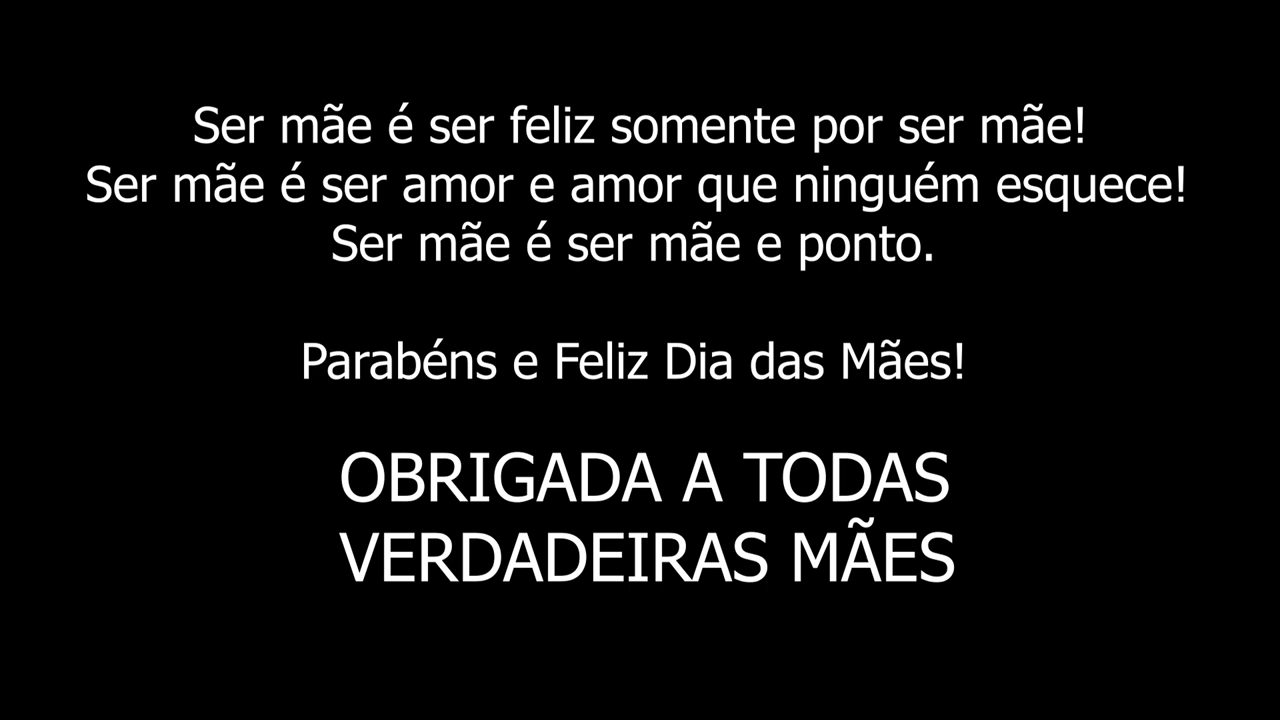 Ser mãe é ser feliz somente por ser mãe!
Ser mãe é ser amor e amor que ninguém esquece!
Ser mãe é ser mãe e ponto.
Parabéns e Feliz Dia das Mães!
OBRIGADA A TODAS
VERDADEIRAS MÃES